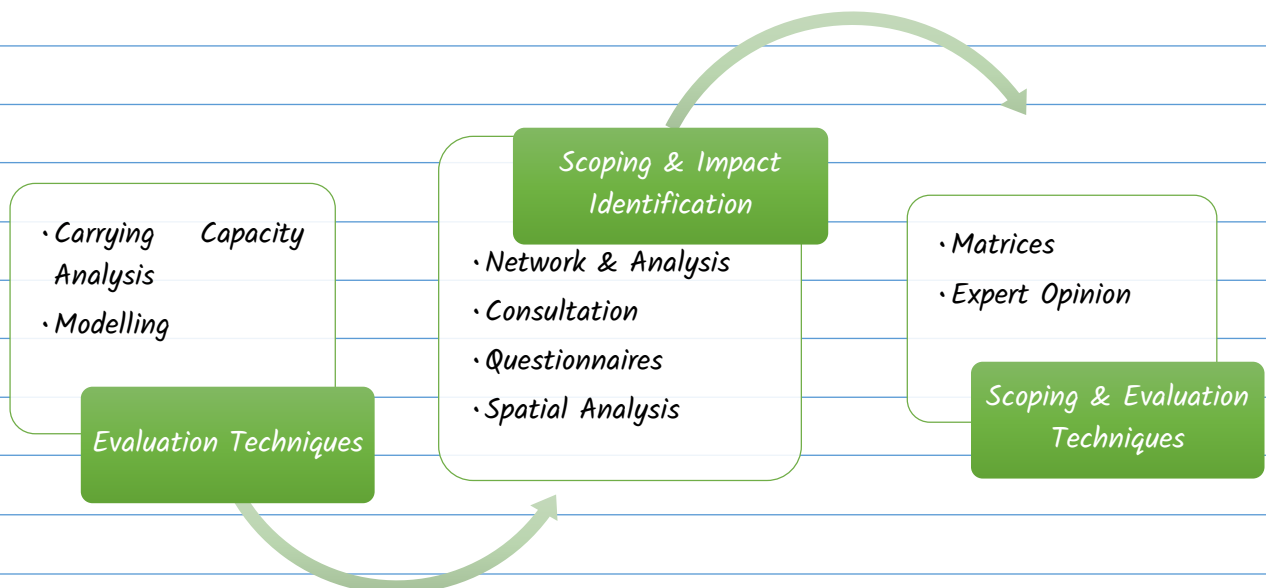 · Carrying Capacity
Analysis
· Modelling
Evaluation Techniques
Scoping & Impact
Identification
· Network & Analysis
· Consultation
· Questionnaires
· Spatial Analysis
· Matrices
· Expert Opinion
Scoping & Evaluation
Techniques